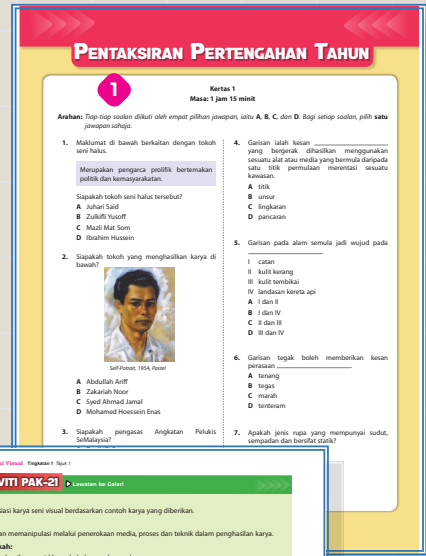 PENTAKSIRAN PERTENGAHAN TAHUN
1
Kertas 1
Masa: 1 jam 15 minit
Arahan: Tiap-tiap soalan diikuti oleh empat pilihan jawapan, iaitu A, B, C, dan D. Bagi setiap soalan, pilih satu
jawapan sahaja.
1. Maklumat di bawah berkaitan dengan tokoh
seni halus.
Merupakan pengarca prolifik bertemakan
politik dan kemasyarakatan.
Siapakah tokoh seni halus tersebut?
A Juhari Said
B Zulkifli Yusoff
C Mazli Mat Som
D Ibrahim Hussein
2. Siapakah tokoh yang menghasilkan karya di
bawah?
Self-Potrait, 1954, Pastel
A Abdullah Ariff
B Zakariah Noor
C Syed Ahmad Jamal
D Mohamed Hoessein Enas
3. Siapakah pengasas Angkatan Pelukis
SeMalaysia?
4. Garisan ialah kesan
yang bergerak dihasilkan menggunakan
sesuatu alat atau media yang bermula daripada
satu titik permulaan merentasi sesuatu
kawasan.
A titik
B unsur
C lingkaran
D pancaran
5. Garisan pada alam semula jadi wujud pada
I catan
II kulit kerang
III kulit tembikai
IV landasan kereta api
A I dan II
B I dan IV
C II dan III
D III dan IV
6. Garisan tegak boleh memberikan kesan
perasaan
A tenang
B tegas
C marah
D tenteram
7. Apakah jenis rupa yang mempunyai sudut,
sempadan dan bersifat statik?
Visual Tingkatan 1 Tajuk 1
VITI PAK-21 Lawatan ke Galeri
siasi karya seni visual berdasarkan contoh karya yang diberikan.
an memanipulasi melalui penerokaan media, proses dan teknik dalam penghasilan karya.
kah: